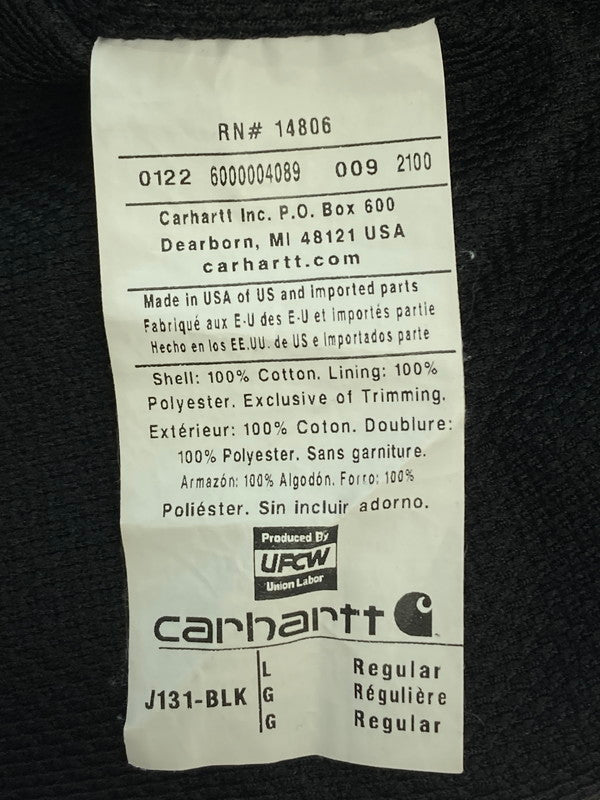 RN# 14806
0122 6000004089 009 2100
Carhartt Inc. P.O. Box 600
Dearborn, MI 48121 USA
carhartt.com
Made in USA of US and Imported parts
Fabriqué aux E-U des E-U et importés partie
Hecho en los EE.UU. de US e Importados parte
Shell: 100% Cotton. Lining: 100%
Polyester. Exclusive of Trimming.
Extérieur: 100% Coton. Doublure:
100% Polyester. Sans garniture.
Armazón: 100% Algodón. Forro: 100%
Poliéster. Sin incluir adorno.
Produced By
UFCW
Union Labor
carhartt
L Regular
J131-BLK G Régulière
G Regular